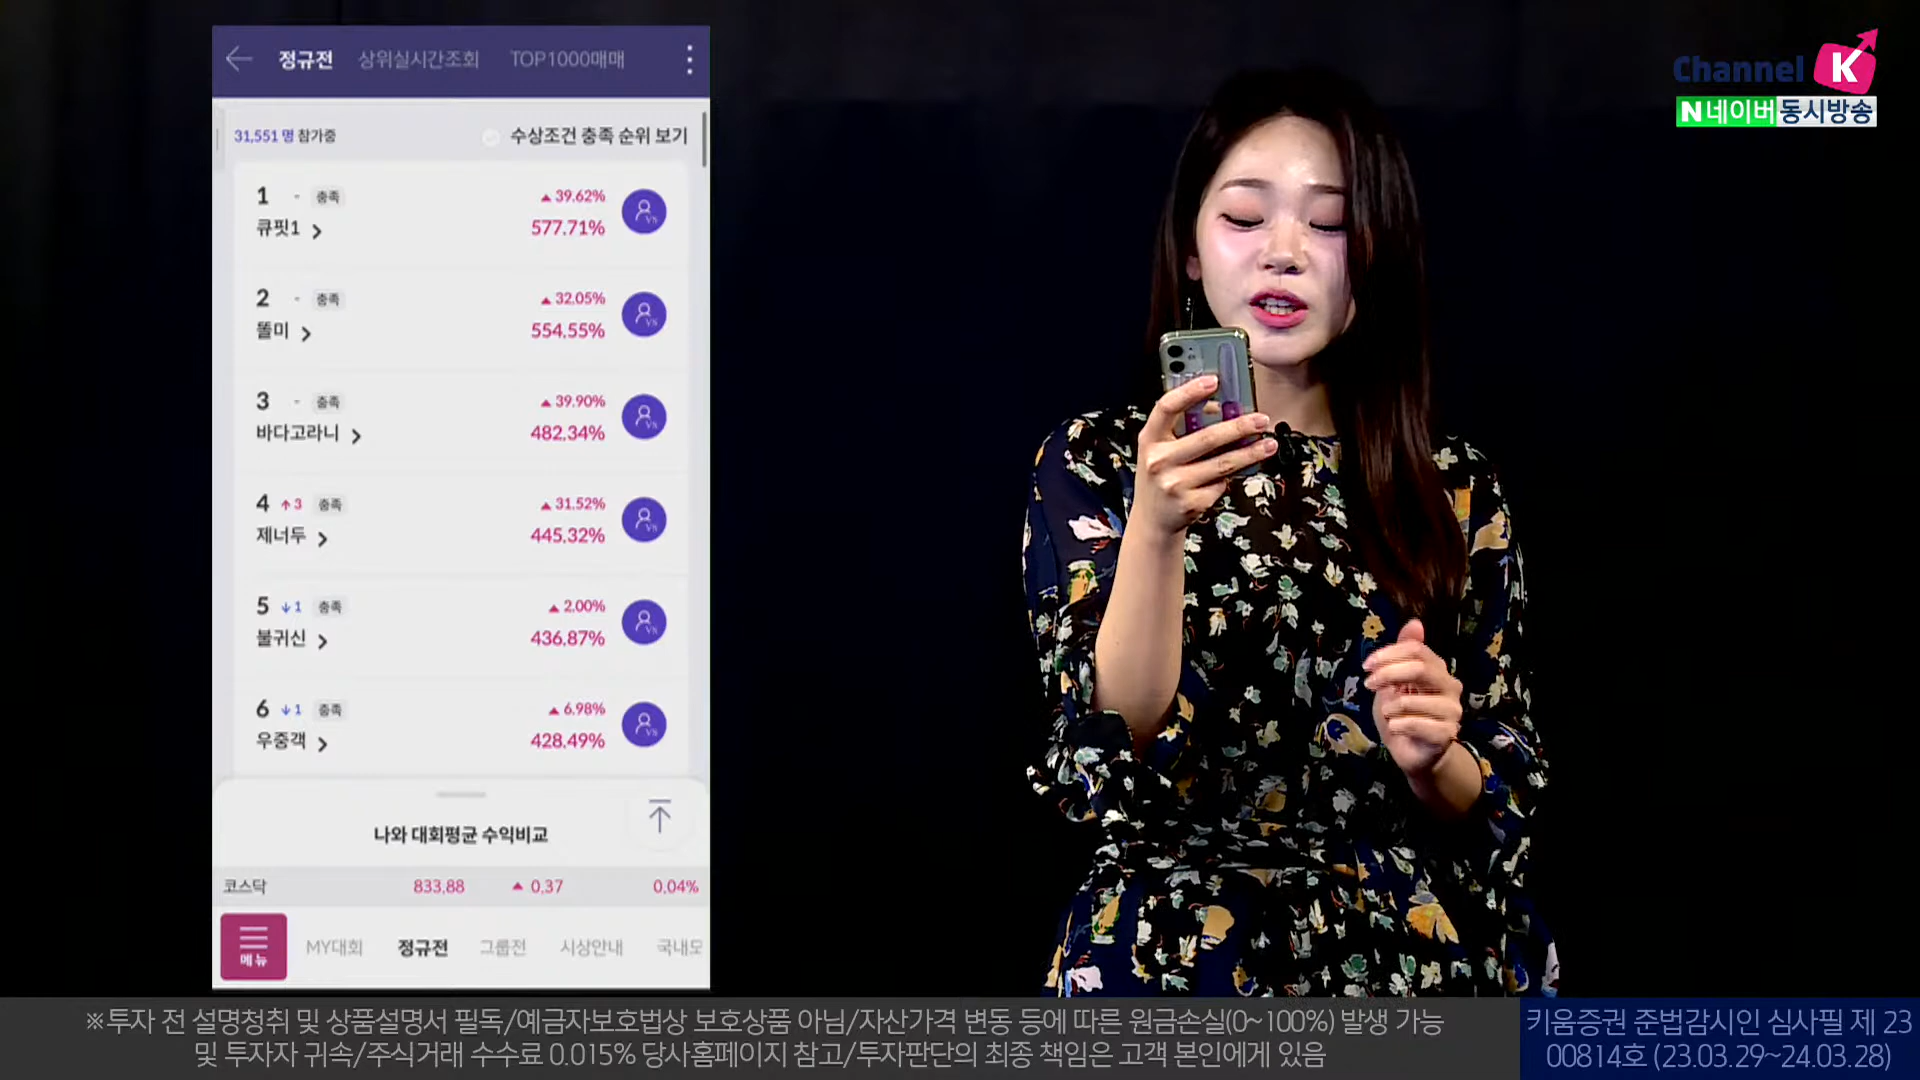 정규전 상위실시간조회 TOP1000매매
31,551 명 참가중 수상조건 충족 순위 보기
1 - 충족 ▲ 39.62%
큐핏1 > 577.71%
2 - 충족 ▲ 32.05%
똘미 > 554.55%
3 - 충족 ▲ 39.90%
바다고라니 > 482.34%
4 ↑3 충족 ▲ 31.52%
제너두 > 445.32%
5 ↓1 충족 ▲ 2.00%
불귀신 > 436.87%
6 ↓1 충족 ▲ 6.98%
우중객 > 428.49%
나와 대회평균 수익비교
코스닥 833.88 ▲ 0.37 0.04%
메뉴 MY대회 정규전 그룹전 시상안내 국내모
Channel K
N 네이버 동시방송
※투자 전 설명청취 및 상품설명서 필독/예금자보호법상 보호상품 아님/자산가격 변동 등에 따른 원금손실(0~100%) 발생 가능
및 투자자 귀속/주식거래 수수료 0.015% 당사홈페이지 참고/투자판단의 최종 책임은 고객 본인에게 있음
키움증권 준법감시인 심사필 제 23
00814호 (23.03.29~24.03.28)